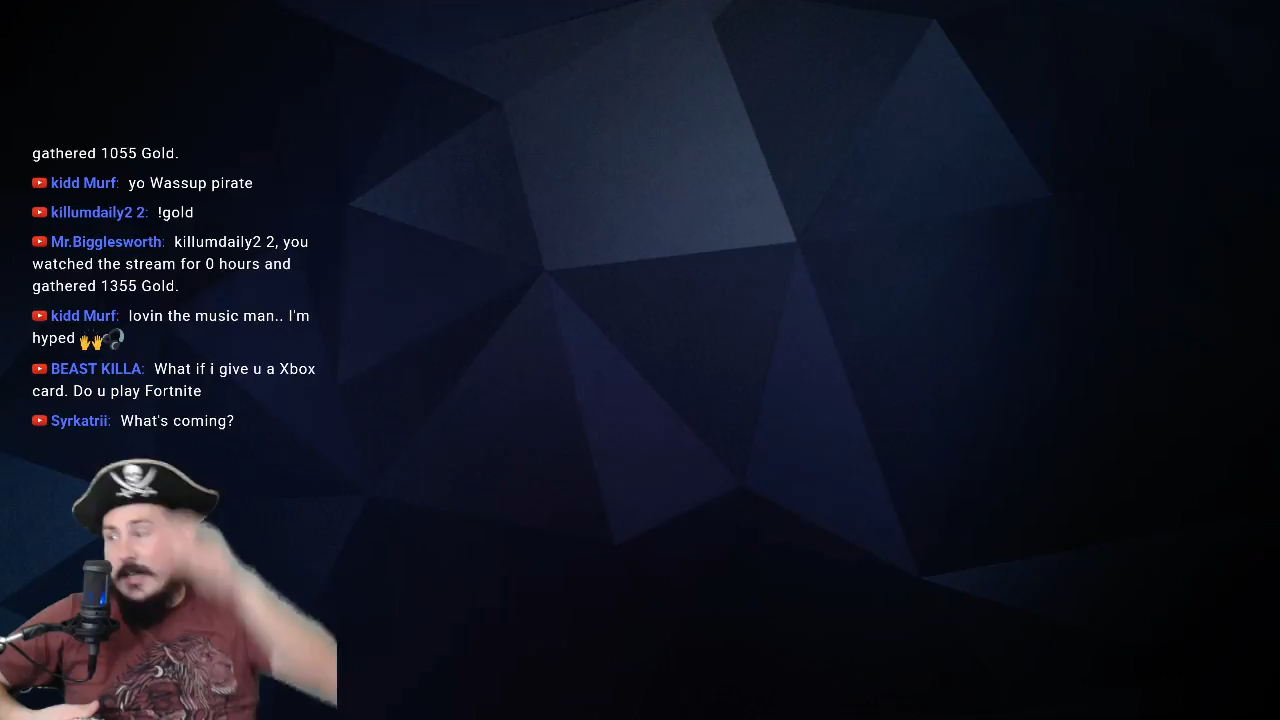 gathered 1055 Gold.
kidd Murf: yo Wassup pirate
killumdaily2 2: !gold
Mr.Bigglesworth: killumdaily2 2, you
watched the stream for 0 hours and
gathered 1355 Gold.
kidd Murf: lovin the music man.. I'm
hyped 🙌🎧
BEAST KILLA: What if i give u a Xbox
card. Do u play Fortnite
Syrkatrii: What's coming?